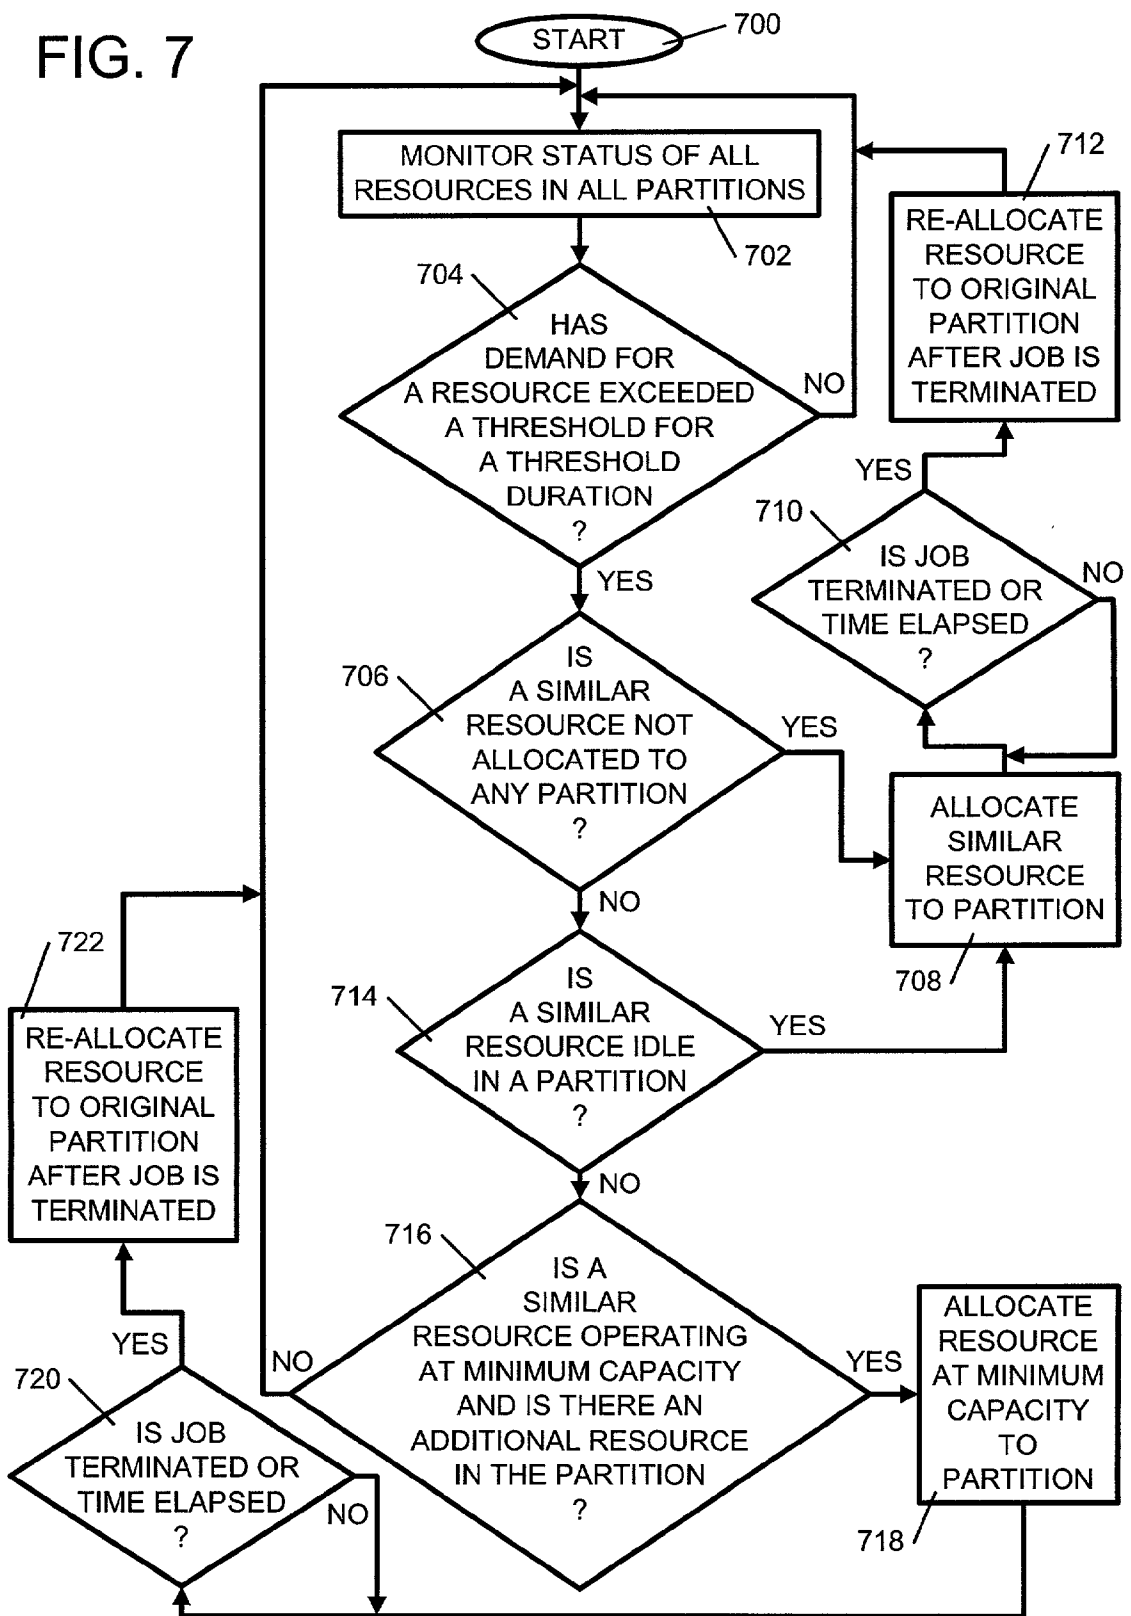 FIG. 7
START
700
MONITOR STATUS OF ALL
RESOURCES IN ALL PARTITIONS
702
704
HAS
DEMAND FOR
A RESOURCE EXCEEDED
A THRESHOLD FOR
A THRESHOLD
DURATION
?
NO
YES
712
RE-ALLOCATE
RESOURCE
TO ORIGINAL
PARTITION
AFTER JOB IS
TERMINATED
YES
710
IS JOB
TERMINATED OR
TIME ELAPSED
?
NO
706
IS
A SIMILAR
RESOURCE NOT
ALLOCATED TO
ANY PARTITION
?
YES
NO
ALLOCATE
SIMILAR
RESOURCE
TO PARTITION
708
714
IS
A SIMILAR
RESOURCE IDLE
IN A PARTITION
?
YES
NO
722
RE-ALLOCATE
RESOURCE
TO ORIGINAL
PARTITION
AFTER JOB IS
TERMINATED
716
IS A
SIMILAR
RESOURCE OPERATING
AT MINIMUM CAPACITY
AND IS THERE AN
ADDITIONAL RESOURCE
IN THE PARTITION
?
NO
YES
ALLOCATE
RESOURCE
AT MINIMUM
CAPACITY
TO
PARTITION
718
YES
720
IS JOB
TERMINATED OR
TIME ELAPSED
?
NO